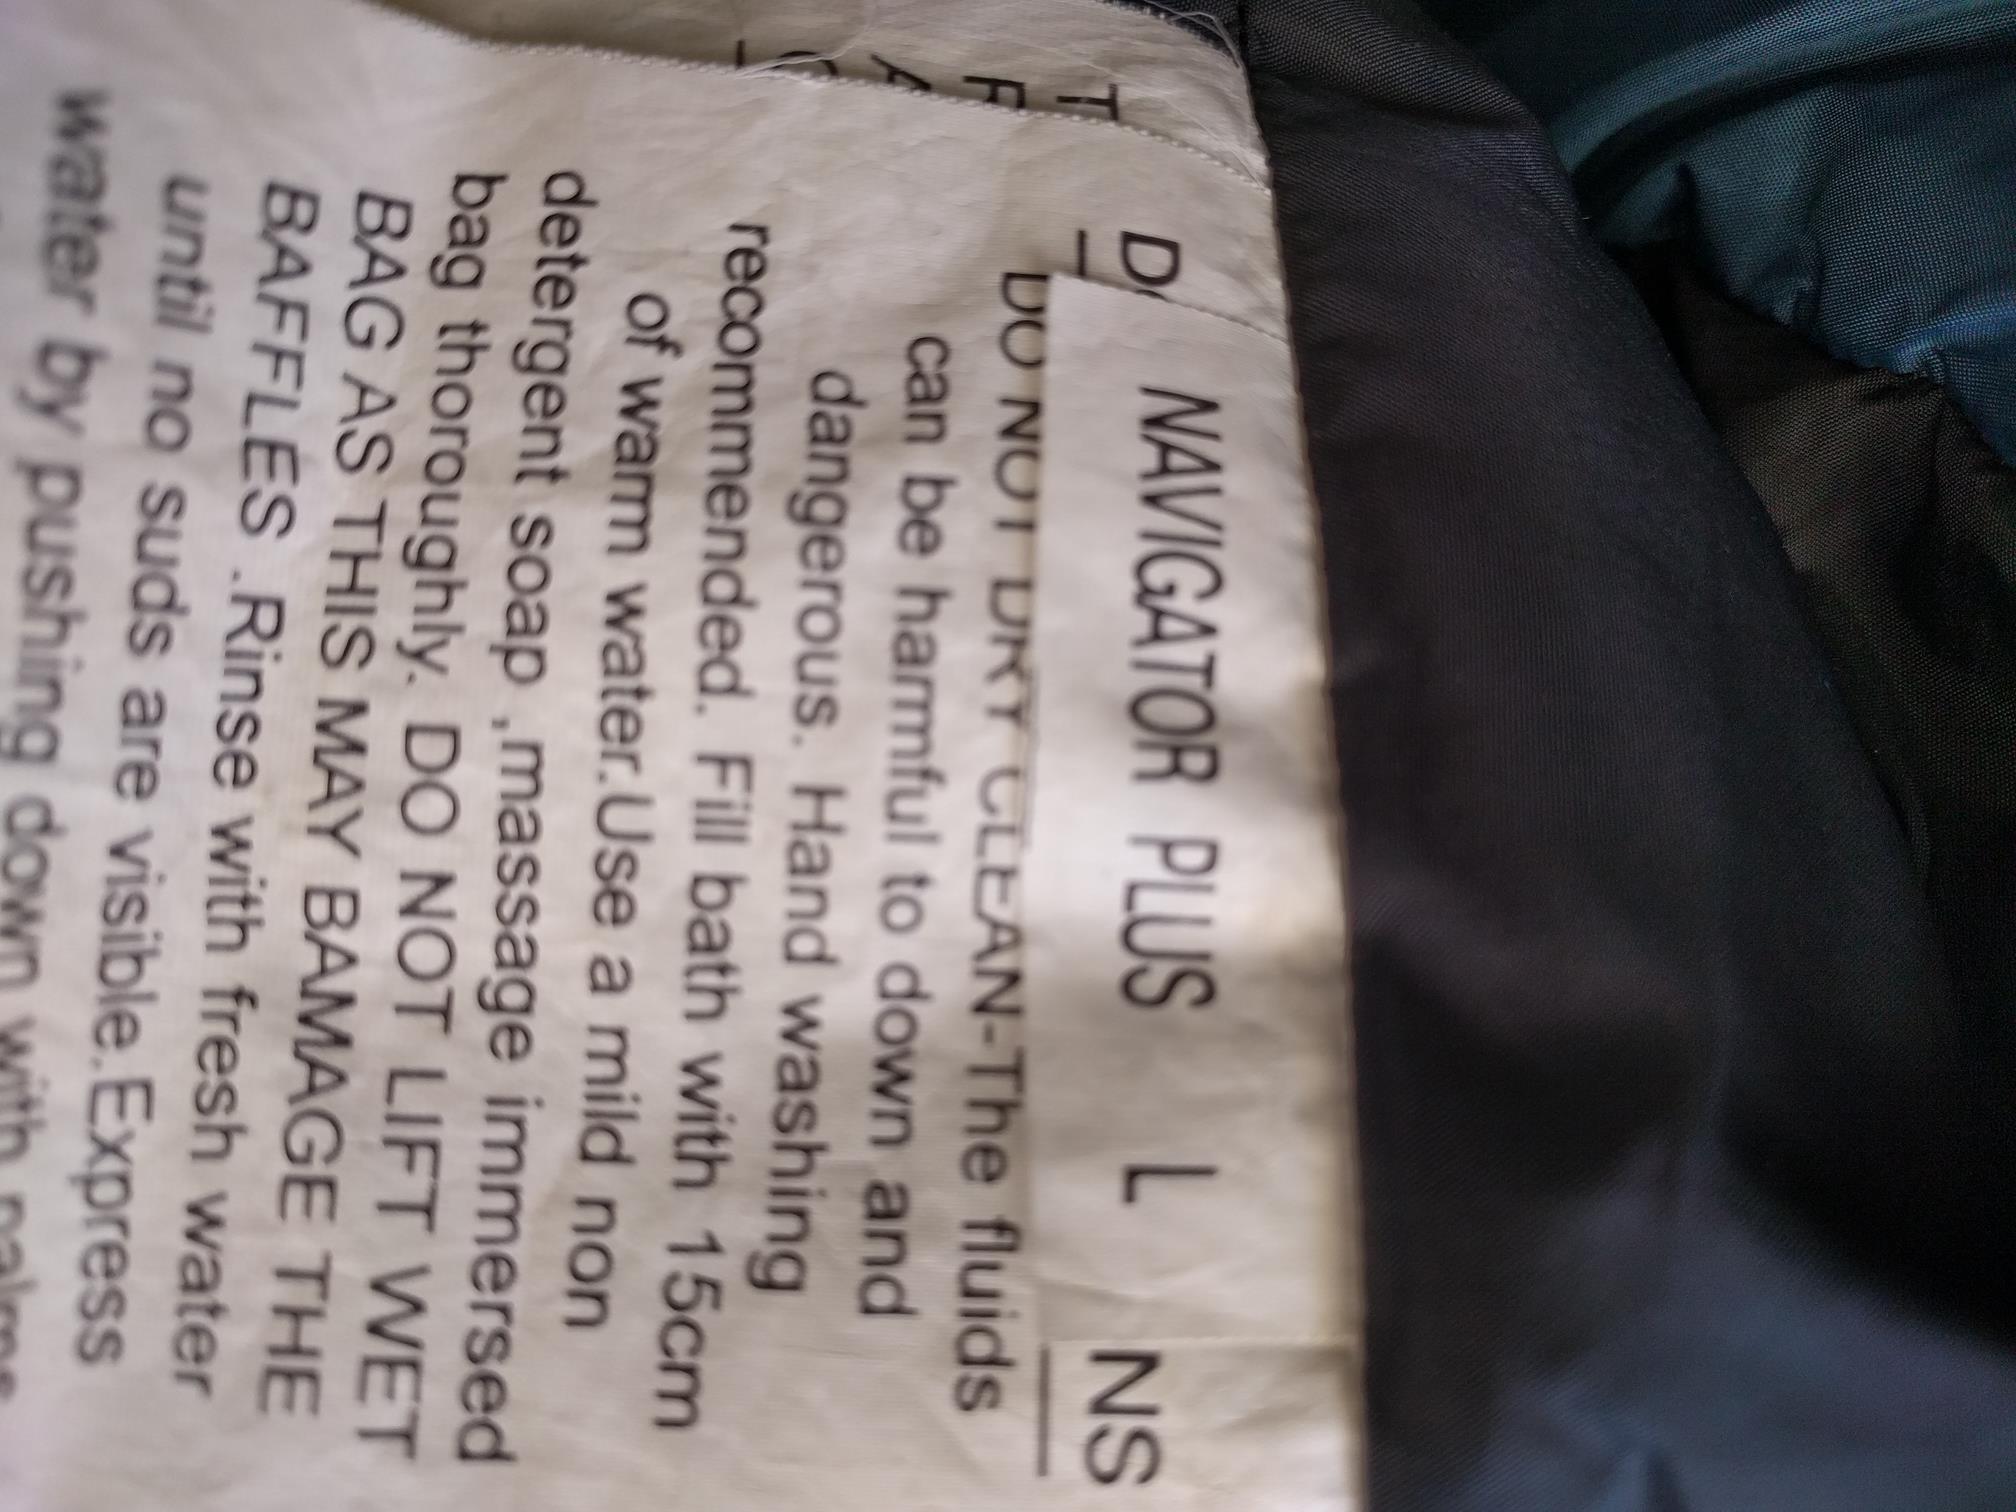 NAVIGATOR PLUS L
NS
DO NOT DRY CLEAN-The fluids
can be harmful to down and
dangerous. Hand washing
recommended. Fill bath with 15cm
of warm water.Use a mild non
detergent soap ,massage immersed
bag thoroughly. DO NOT LIFT WET
BAG AS THIS MAY BAMAGE THE
BAFFLES .Rinse with fresh water
until no suds are visible.Express
water by pushing down with palms